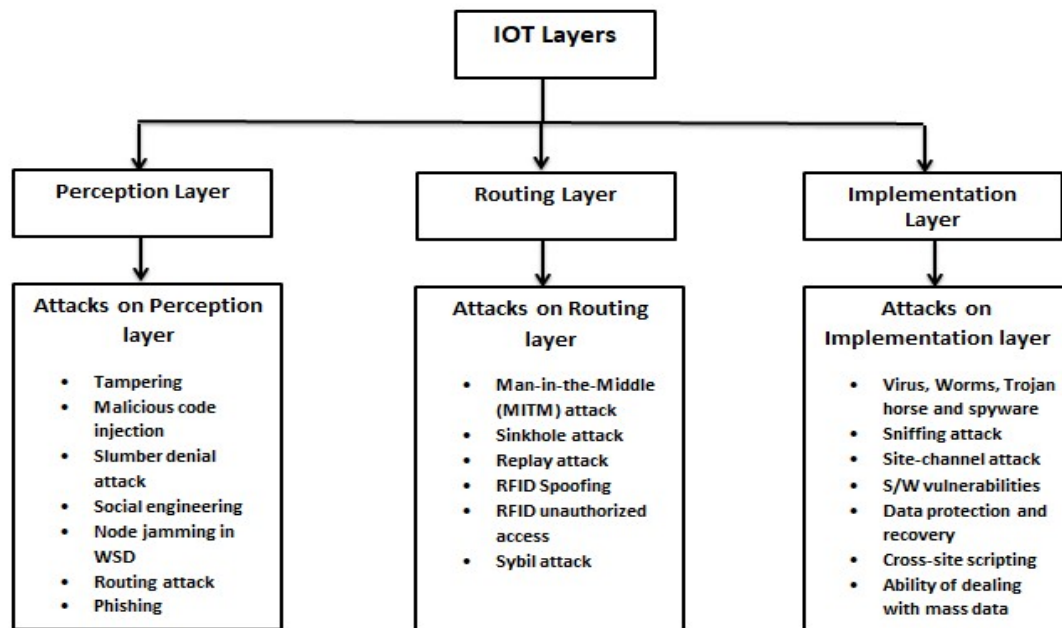 IOT Layers
Perception Layer
Routing Layer
Implementation
Layer
Attacks on Perception
layer
• Tampering
• Malicious code
injection
• Slumber denial
attack
• Social engineering
• Node jamming in
WSD
• Routing attack
• Phishing
Attacks on Routing
layer
• Man-in-the-Middle
(MITM) attack
• Sinkhole attack
• Replay attack
• RFID Spoofing
• RFID unauthorized
access
• Sybil attack
Attacks on
Implementation layer
• Virus, Worms, Trojan
horse and spyware
• Sniffing attack
• Site-channel attack
• S/W vulnerabilities
• Data protection and
recovery
• Cross-site scripting
• Ability of dealing
with mass data